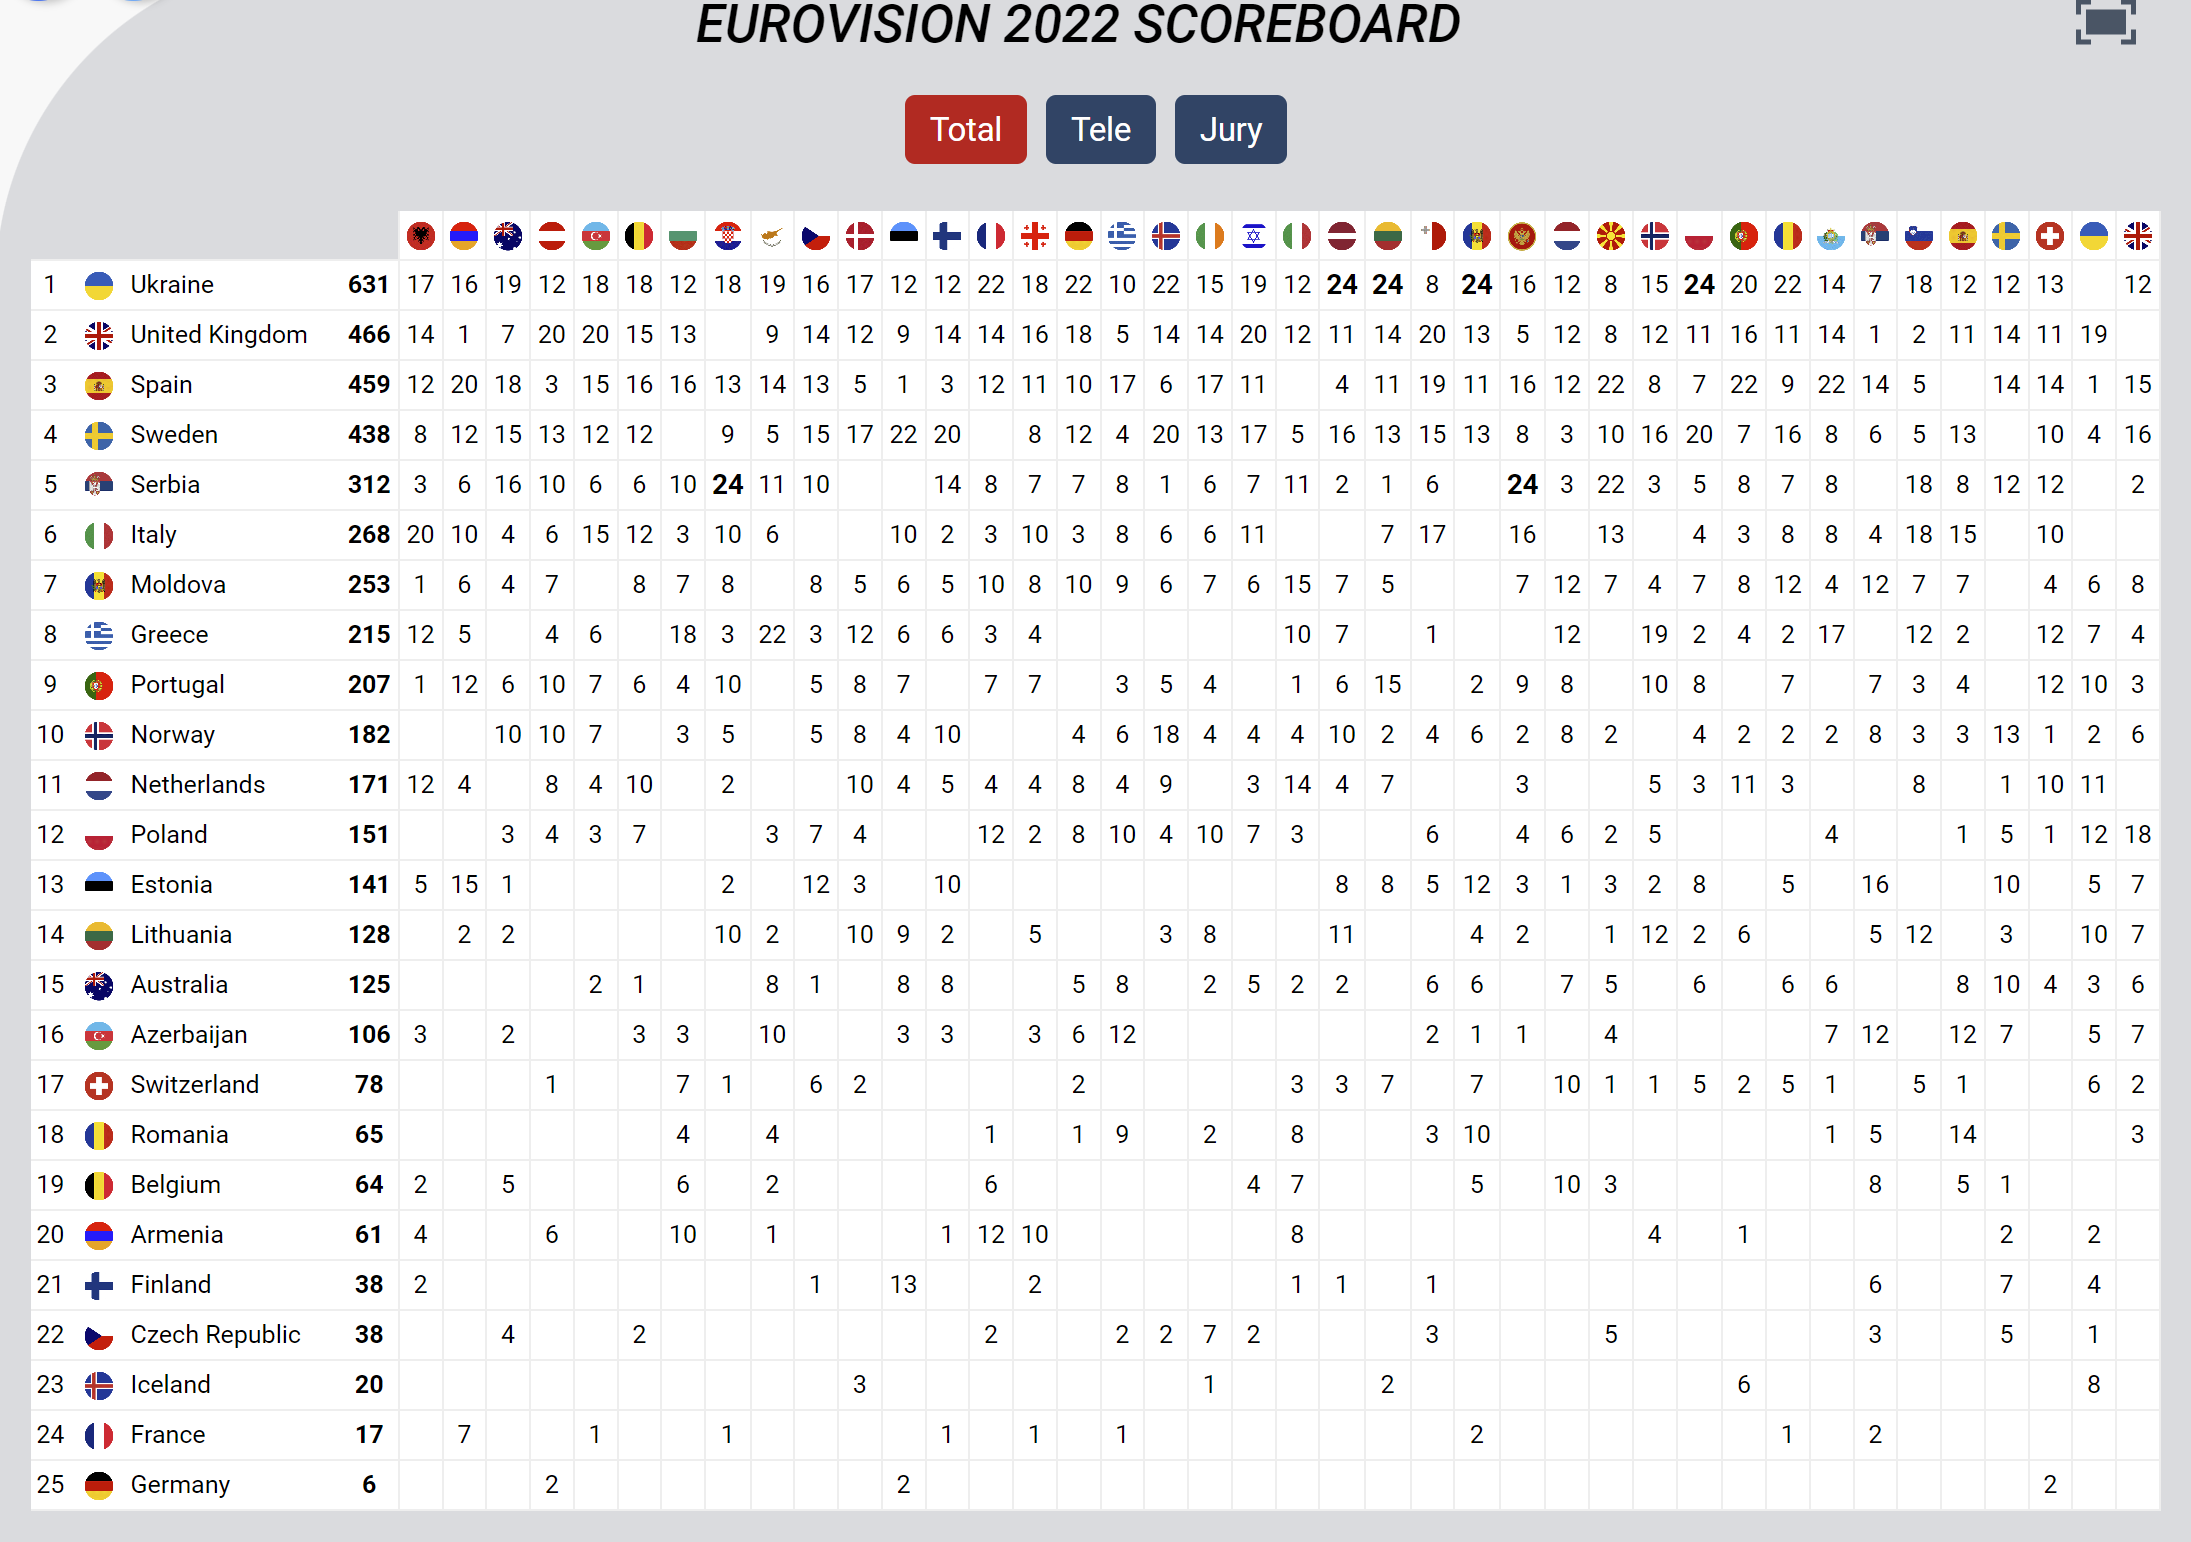 EUROVISION 2022 SCOREBOARD
Total Tele Jury
1 Ukraine 631 17 16 19 12 18 18 12 18 19 16 17 12 12 22 18 22 10 22 15 19 12 24 24 8 24 16 12 8 15 24 20 22 14 7 18 12 12 13 12
2 United Kingdom 466 14 1 7 20 20 15 13 9 14 12 9 14 14 16 18 5 14 14 20 12 11 14 20 13 5 12 8 12 11 16 11 14 1 2 11 14 11 19
3 Spain 459 12 20 18 3 15 16 16 13 14 13 5 1 3 12 11 10 17 6 17 11 4 11 19 11 16 12 22 8 7 22 9 22 14 5 14 14 1 15
4 Sweden 438 8 12 15 13 12 12 9 5 15 17 22 20 8 12 4 20 13 17 5 16 13 15 13 8 3 10 16 20 7 16 8 6 5 13 10 4 16
5 Serbia 312 3 6 16 10 6 6 10 24 11 10 14 8 7 7 8 1 6 7 11 2 1 6 24 3 22 3 5 8 7 8 18 8 12 12 2
6 Italy 268 20 10 4 6 15 12 3 10 6 10 2 3 10 3 8 6 6 11 7 17 16 13 4 3 8 8 4 18 15 10
7 Moldova 253 1 6 4 7 8 7 8 8 5 6 5 10 8 10 9 6 7 6 15 7 5 7 12 7 4 7 8 12 4 12 7 7 4 6 8
8 Greece 215 12 5 4 6 18 3 22 3 12 6 6 3 4 10 7 1 12 19 2 4 2 17 12 2 12 7 4
9 Portugal 207 1 12 6 10 7 6 4 10 5 8 7 7 7 3 5 4 1 6 15 2 9 8 10 8 7 7 3 4 12 10 3
10 Norway 182 10 10 7 3 5 5 8 4 10 4 6 18 4 4 4 10 2 4 6 2 8 2 4 2 2 2 8 3 3 13 1 2 6
11 Netherlands 171 12 4 8 4 10 2 10 4 5 4 4 8 4 9 3 14 4 7 3 5 3 11 3 8 1 10 11
12 Poland 151 3 4 3 7 3 7 4 12 2 8 10 4 10 7 3 6 4 6 2 5 4 1 5 1 12 18
13 Estonia 141 5 15 1 2 12 3 10 8 8 5 12 3 1 3 2 8 5 16 10 5 7
14 Lithuania 128 2 2 10 2 10 9 2 5 3 8 11 4 2 1 12 2 6 5 12 3 10 7
15 Australia 125 2 1 8 1 8 8 5 8 2 5 2 2 6 6 7 5 6 6 6 8 10 4 3 6
16 Azerbaijan 106 3 2 3 3 10 3 3 3 6 12 2 1 1 4 7 12 12 7 5 7
17 Switzerland 78 1 7 1 6 2 2 3 3 7 7 10 1 1 5 2 5 1 5 1 6 2
18 Romania 65 4 4 1 1 9 2 8 3 10 1 5 14 3
19 Belgium 64 2 5 6 2 6 4 7 5 10 3 8 5 1
20 Armenia 61 4 6 10 1 1 12 10 8 4 1 2 2
21 Finland 38 2 1 13 2 1 1 1 6 7 4
22 Czech Republic 38 4 2 2 2 2 7 2 3 5 3 5 1
23 Iceland 20 3 1 2 6 8
24 France 17 7 1 1 1 1 1 2 1 2
25 Germany 6 2 2 2